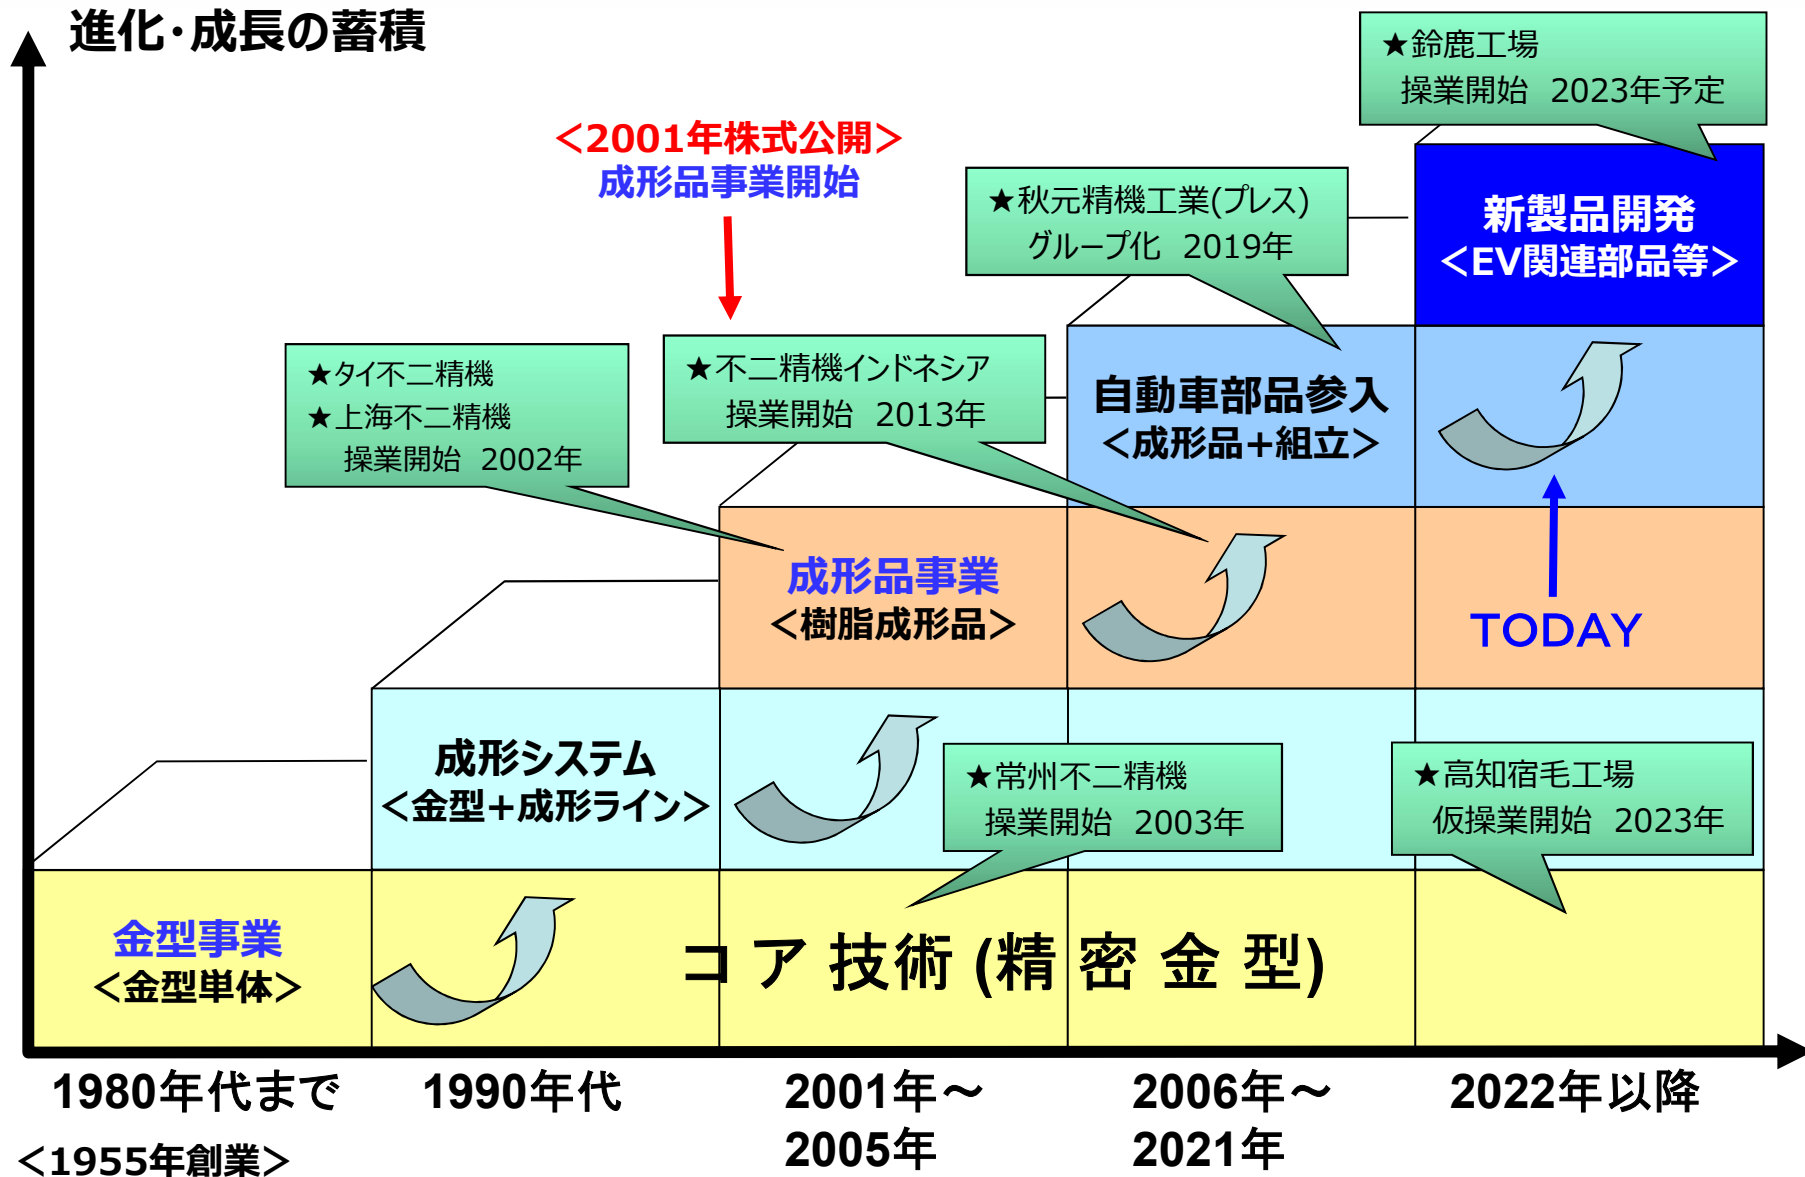 進化･成長の蓄積
★鈴鹿工場
操業開始 2023年予定
<2001年株式公開>
成形品事業開始
★秋元精機工業(プレス)
グループ化 2019年
新製品開発
<EV関連部品等>
★タイ不二精機
★上海不二精機
操業開始 2002年
★不二精機インドネシア
操業開始 2013年
自動車部品参入
<成形品+組立>
成形品事業
<樹脂成形品>
TODAY
成形システム
<金型+成形ライン>
★常州不二精機
操業開始 2003年
★高知宿毛工場
仮操業開始 2023年
金型事業
<金型単体>
コア技術(精密金型)
1980年代まで
<1955年創業>
1990年代
2001年～
2005年
2006年～
2021年
2022年以降